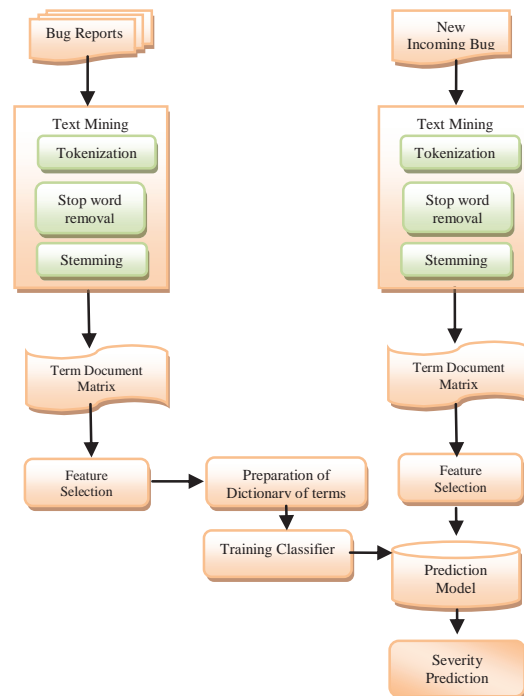 Bug Reports
Text Mining
Tokenization
Stop word
removal
Stemming
Term Document
Matrix
Feature
Selection
Preparation of
Dictionary of terms
Training Classifier
New
Incoming Bug
Text Mining
Tokenization
Stop word
removal
Stemming
Term Document
Matrix
Feature
Selection
Prediction
Model
Severity
Prediction